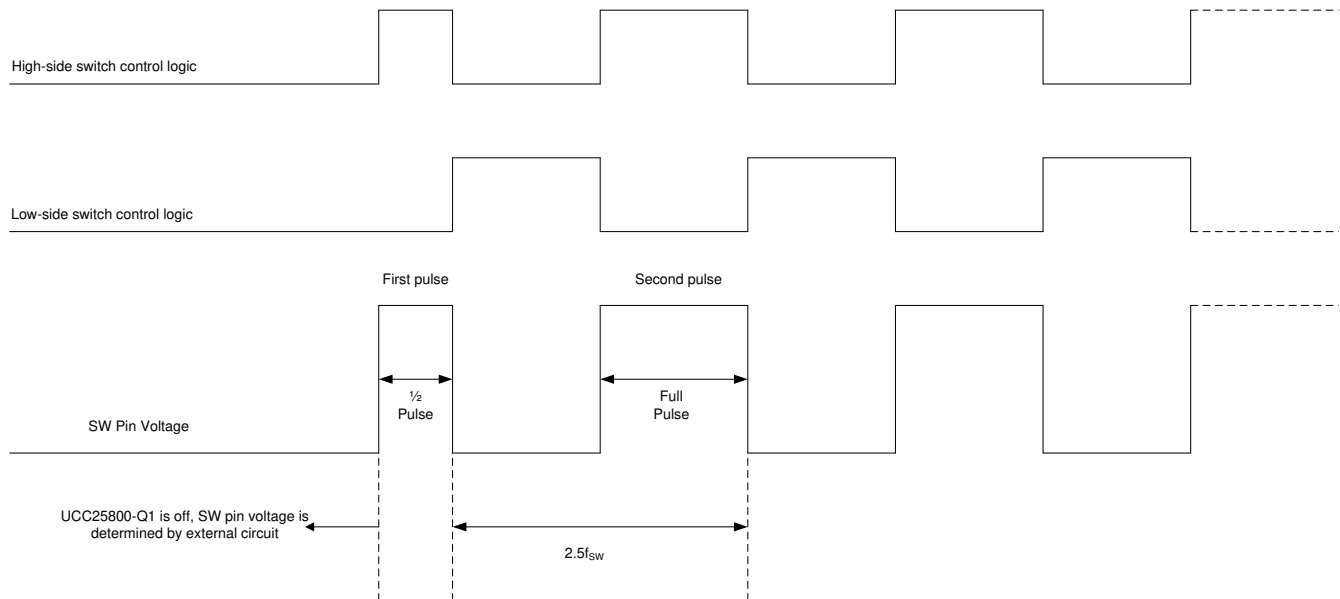 High-side switch control logic
Low-side switch control logic
First pulse
Second pulse
½
Pulse
Full
Pulse
SW Pin Voltage
UCC25800-Q1 is off, SW pin voltage is
determined by external circuit
2.5fSW